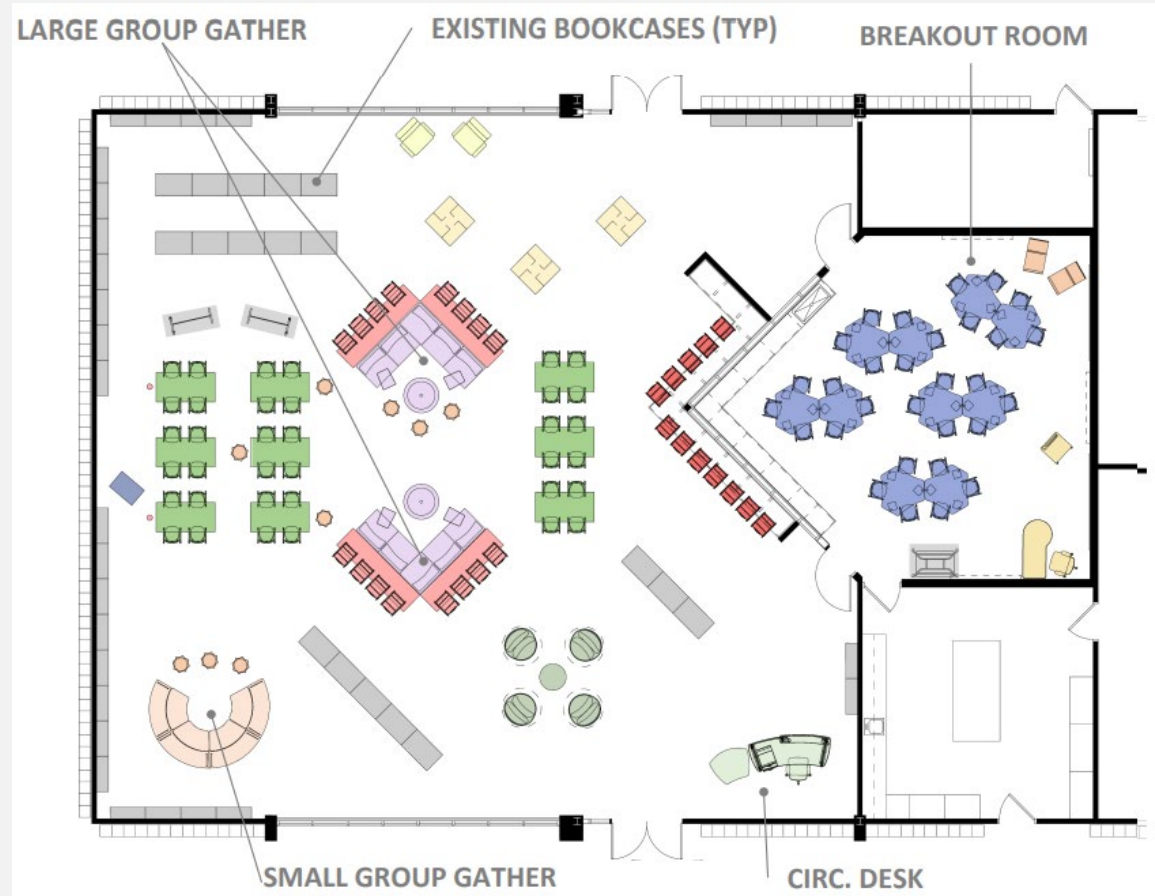 LARGE GROUP GATHER
EXISTING BOOKCASES (TYP)
BREAKOUT ROOM
SMALL GROUP GATHER
CIRC. DESK